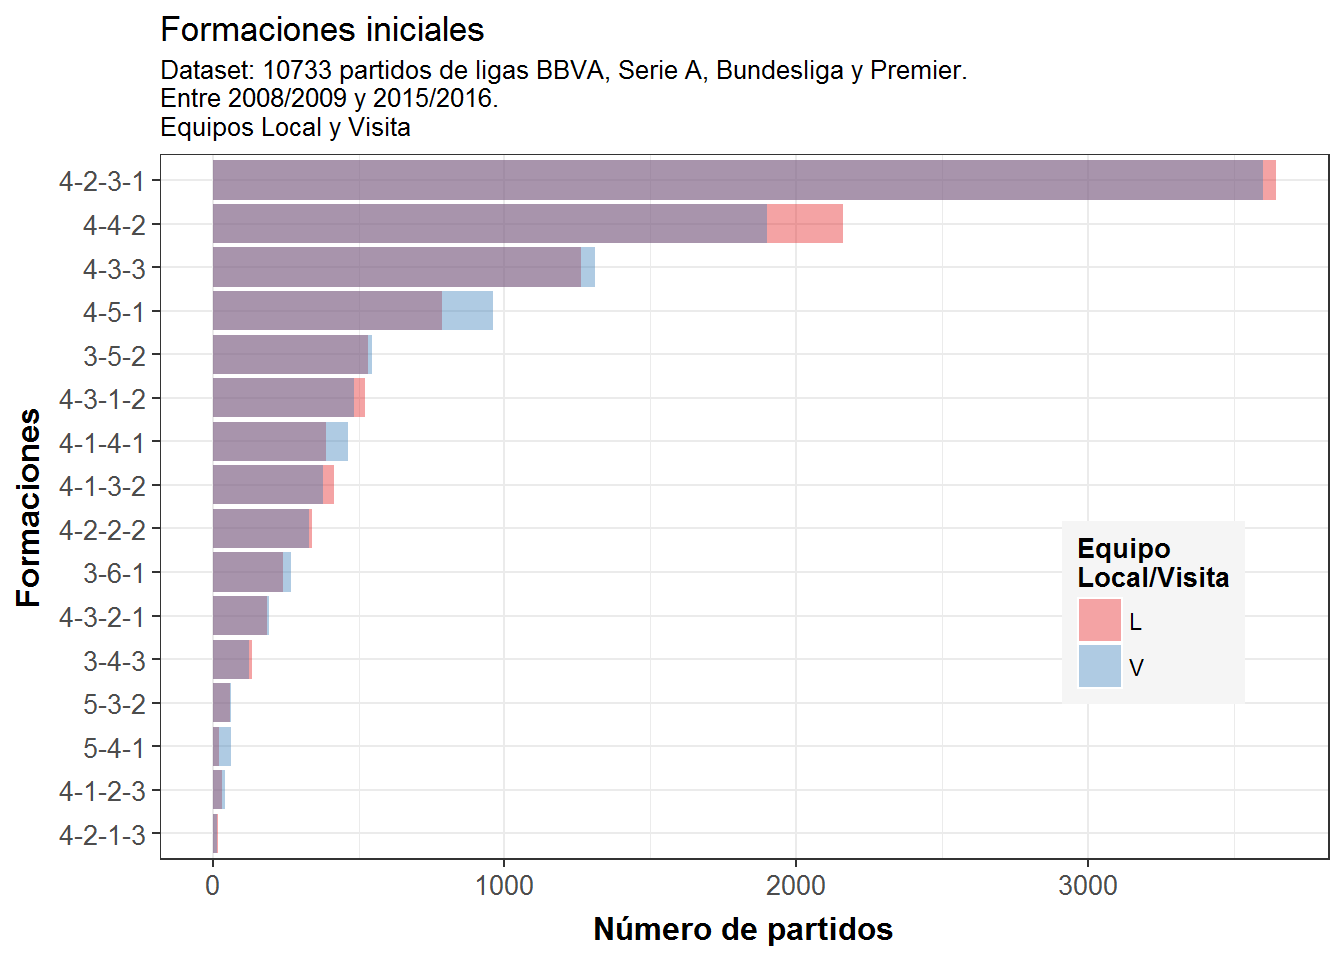 Formaciones iniciales
Dataset: 10733 partidos de ligas BBVA, Serie A, Bundesliga y Premier.
Entre 2008/2009 y 2015/2016.
Equipos Local y Visita
Formaciones
4-2-3-1
4-4-2
4-3-3
4-5-1
3-5-2
4-3-1-2
4-1-4-1
4-1-3-2
4-2-2-2
3-6-1
4-3-2-1
3-4-3
5-3-2
5-4-1
4-1-2-3
4-2-1-3
Equipo
Local/Visita
L
V
0 1000 2000 3000
Número de partidos